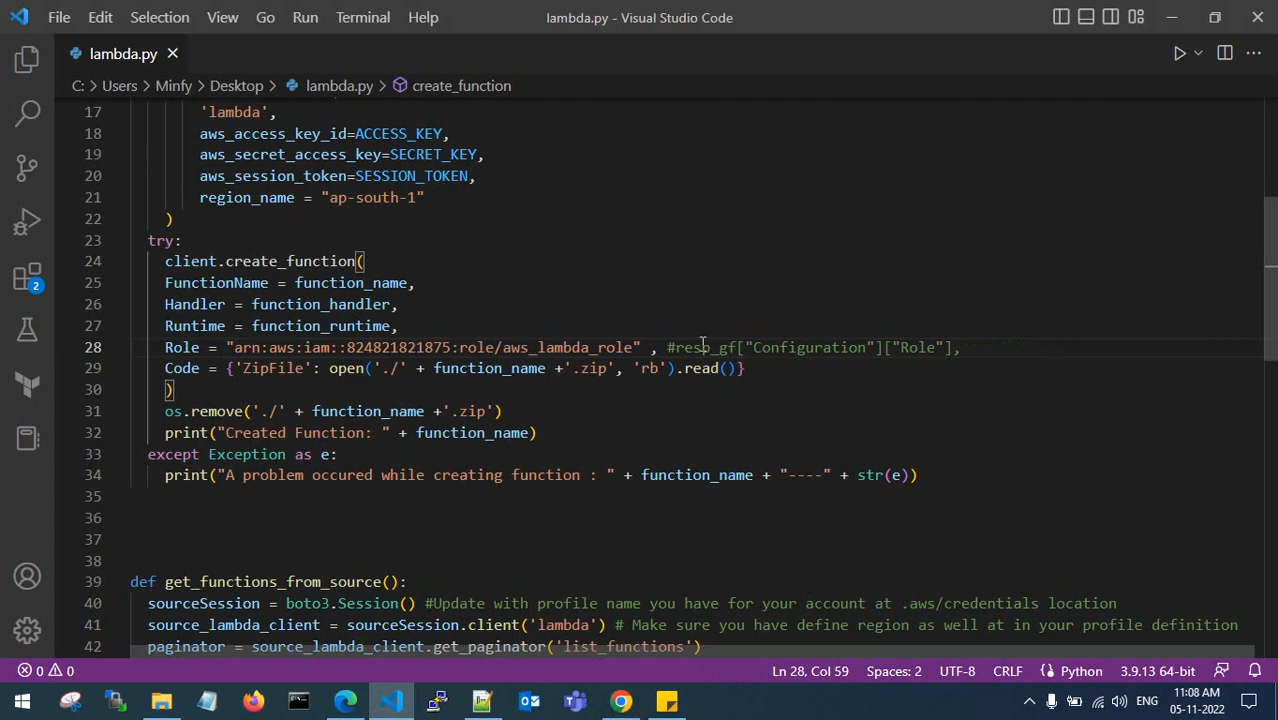 File Edit Selection View Go Run Terminal Help lambda.py - Visual Studio Code
lambda.py
C: > Users > Minfy > Desktop > lambda.py > create_function
17 'lambda',
18 aws_access_key_id=ACCESS_KEY,
19 aws_secret_access_key=SECRET_KEY,
20 aws_session_token=SESSION_TOKEN,
21 region_name = "ap-south-1"
22 )
23 try:
24 client.create_function(
25 FunctionName = function_name,
26 Handler = function_handler,
27 Runtime = function_runtime,
28 Role = "arn:aws:iam::824821821875:role/aws_lambda_role" , #resp_gf["Configuration"]["Role"],
29 Code = {'ZipFile': open('./' + function_name +'.zip', 'rb').read()}
30 )
31 os.remove('./' + function_name +'.zip')
32 print("Created Function: " + function_name)
33 except Exception as e:
34 print("A problem occured while creating function : " + function_name + "----" + str(e))
35
36
37
38
39 def get_functions_from_source():
40 sourceSession = boto3.Session() #Update with profile name you have for your account at .aws/credentials location
41 source_lambda_client = sourceSession.client('lambda') # Make sure you have define region as well at in your profile definition
42 paginator = source_lambda_client.get_paginator('list_functions')
2
0 0 Ln 28, Col 59 Spaces: 2 UTF-8 CRLF Python 3.9.13 64-bit
ENG 11:08 AM
05-11-2022